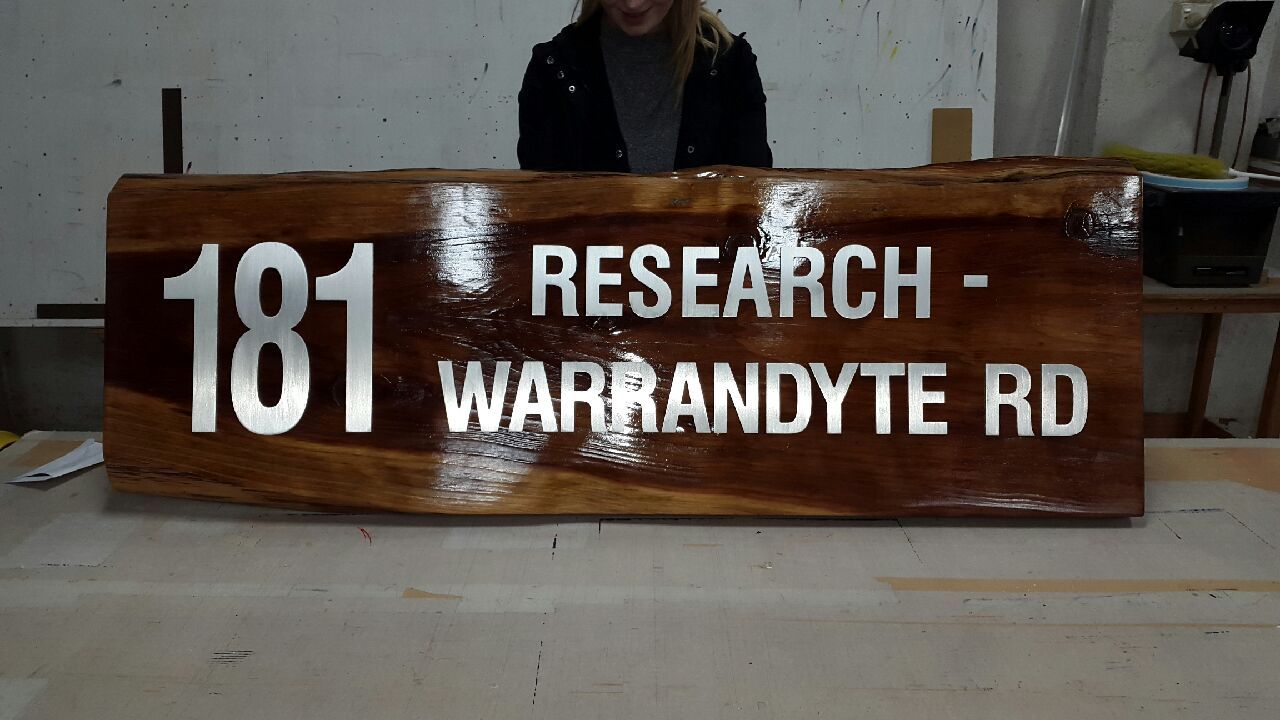 181
RESEARCH -
WARRANDYTE RD